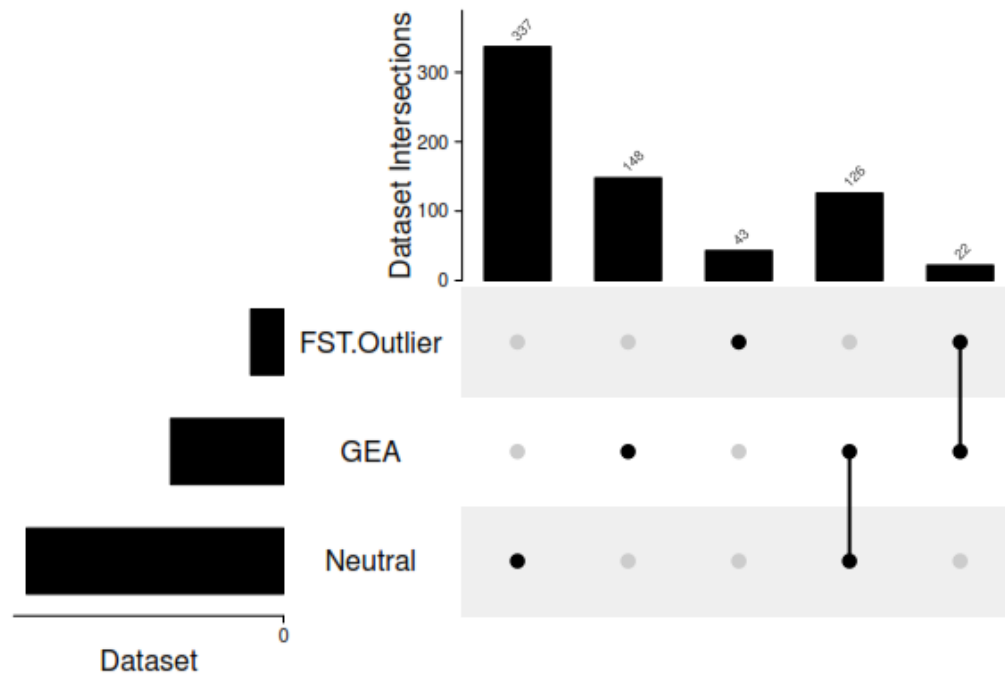 Dataset Intersections
300
200
100
0
337
148
43
126
22
FST.Outlier
GEA
Neutral
0
Dataset